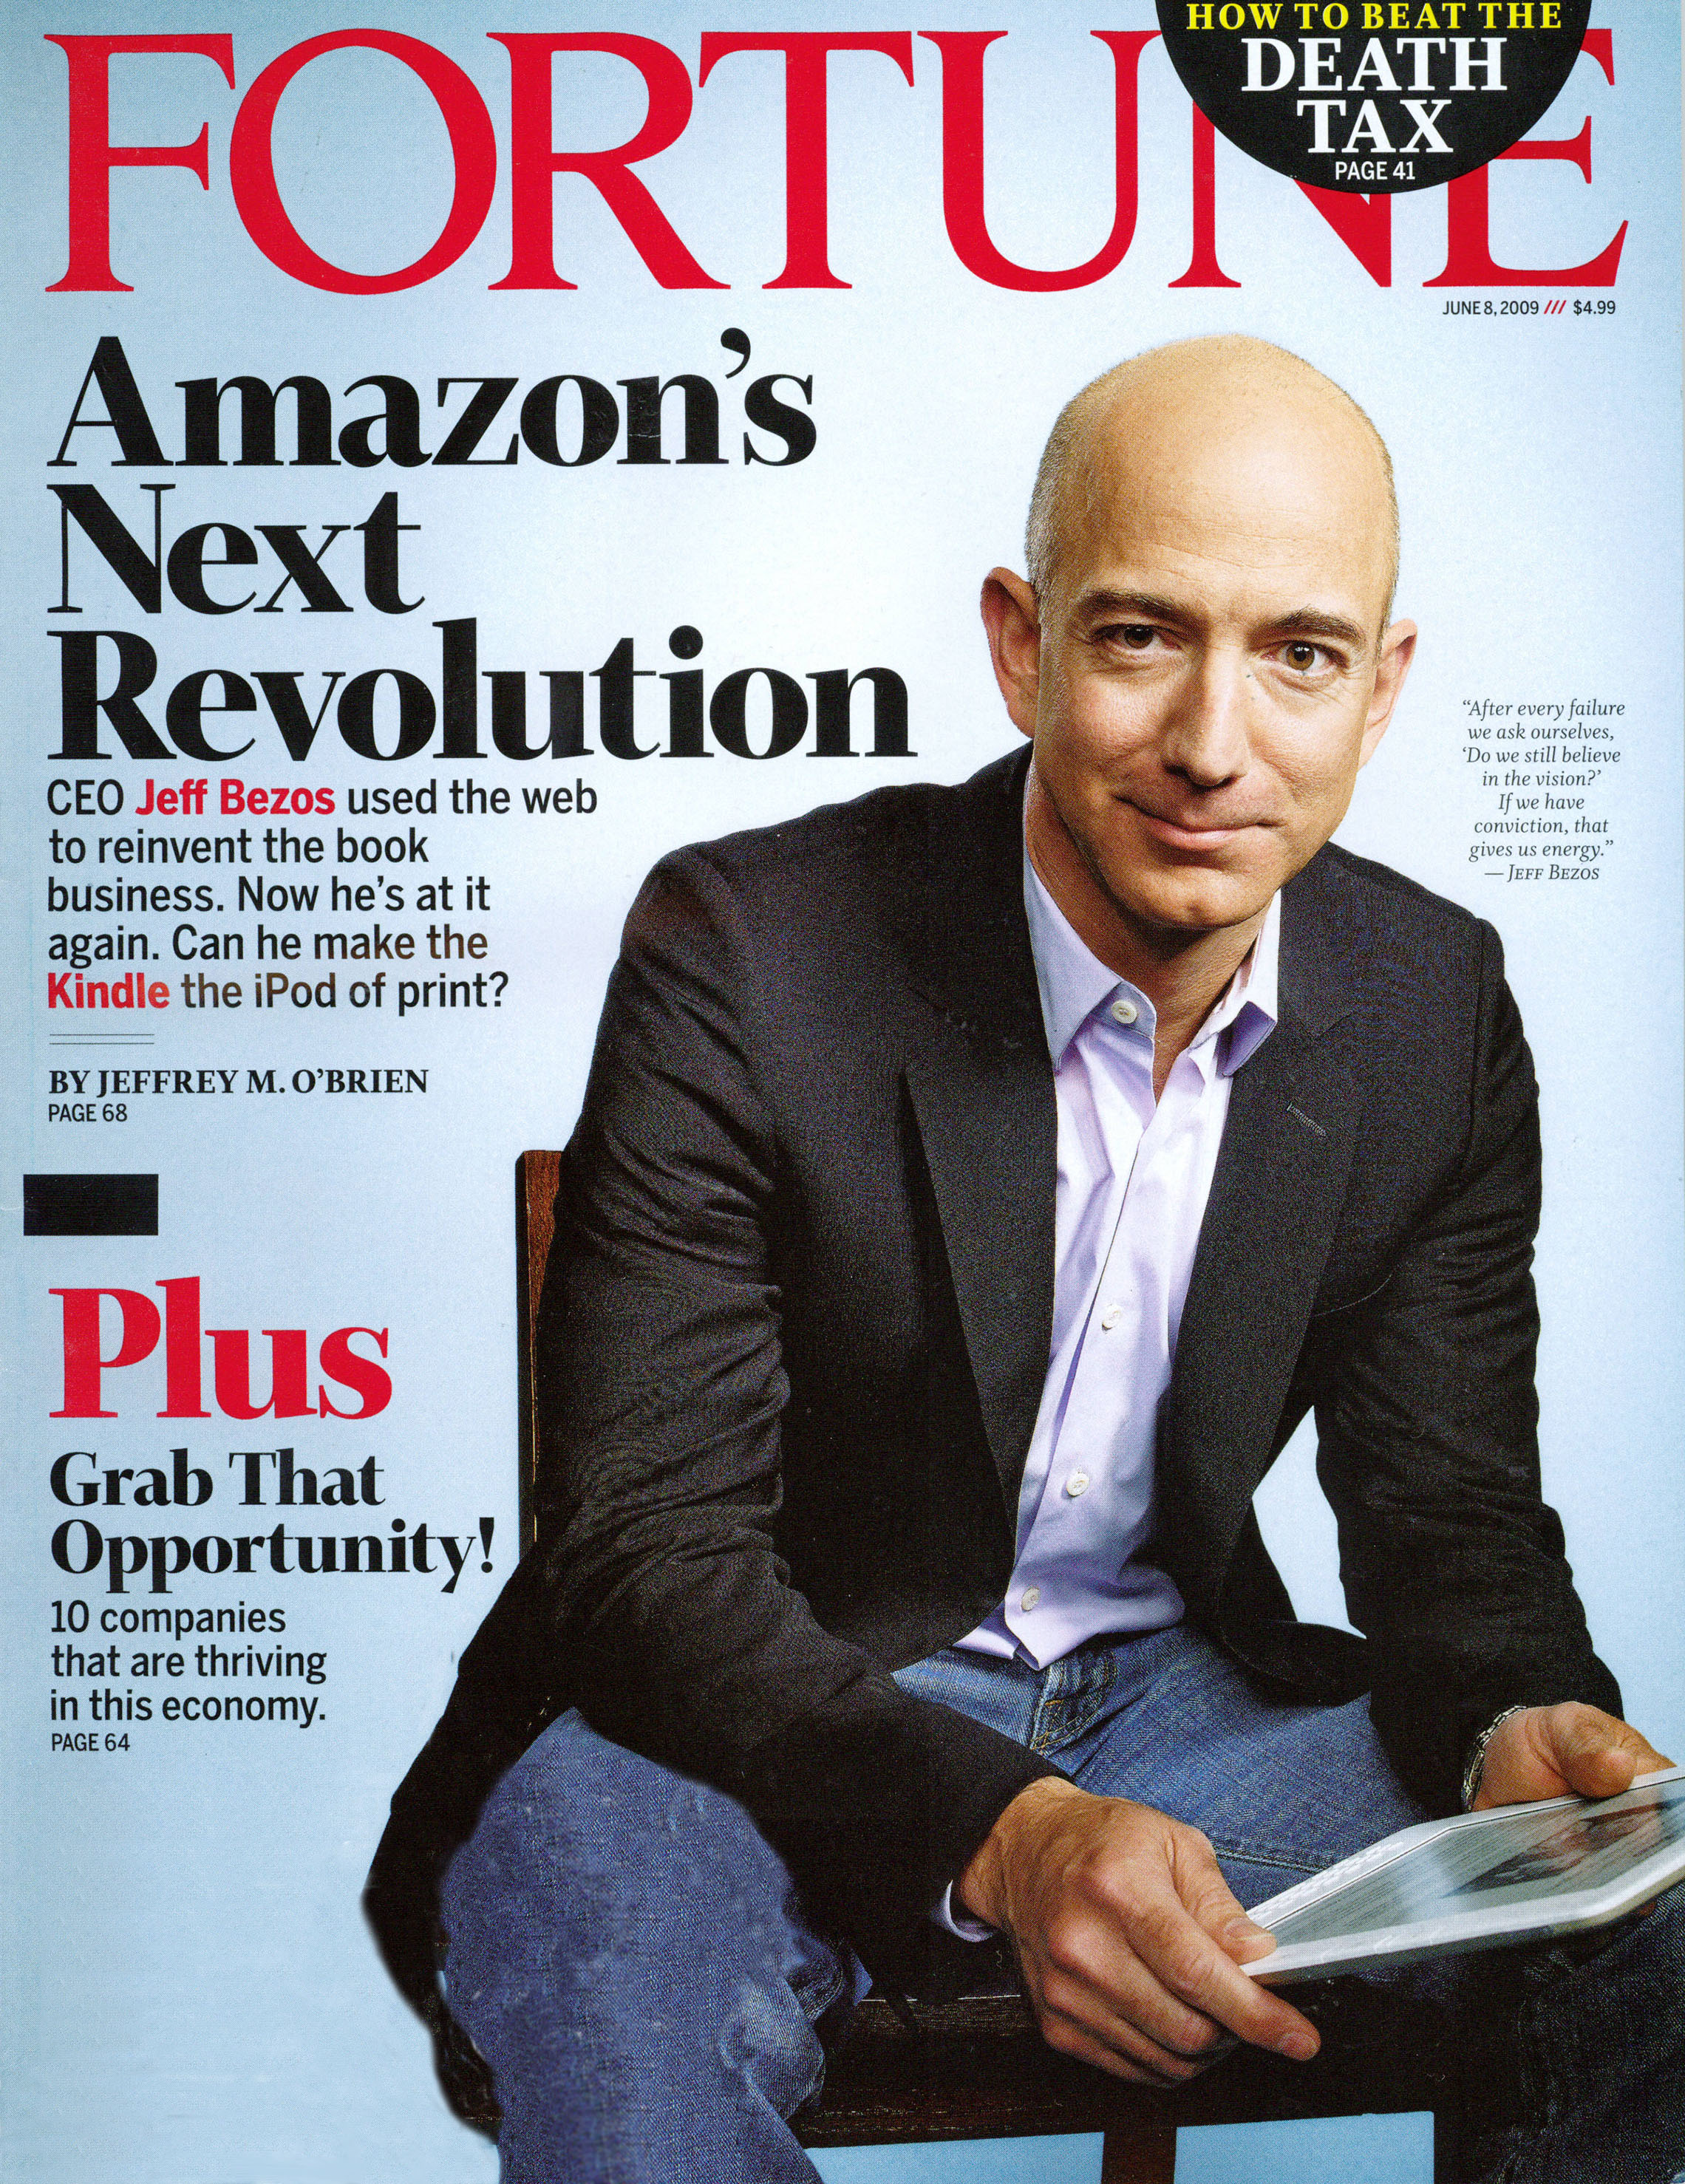 HOW TO BEAT THE
DEATH
TAX
PAGE 41
FORTUNE
JUNE 8, 2009 /// $4.99
Amazon's
Next
Revolution
CEO Jeff Bezos used the web
to reinvent the book
business. Now he's at it
again. Can he make the
Kindle the iPod of print?
BY JEFFREY M. O'BRIEN
PAGE 68
"After every failure
we ask ourselves,
'Do we still believe
in the vision?'
If we have
conviction, that
gives us energy."
— JEFF BEZOS
Plus
Grab That
Opportunity!
10 companies
that are thriving
in this economy.
PAGE 64